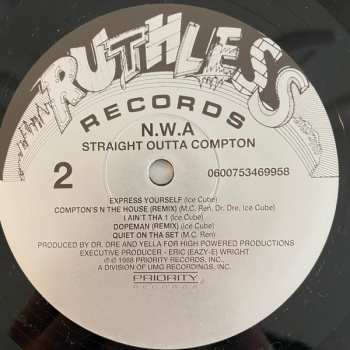 RUTHLESS
RECORDS
N.W.A
STRAIGHT OUTTA COMPTON
2
0600753469958
EXPRESS YOURSELF (Ice Cube)
COMPTON'S N THE HOUSE (REMIX) (M.C. Ren, Dr. Dre, Ice Cube)
I AIN'T THA 1 (Ice Cube)
DOPEMAN (REMIX) (Ice Cube)
QUIET ON THA SET (M.C. Ren)
PRODUCED BY DR. DRE AND YELLA FOR HIGH POWERED PRODUCTIONS
EXECUTIVE PRODUCER - ERIC (EAZY-E) WRIGHT
℗ © 1988 PRIORITY RECORDS, INC.,
A DIVISION OF UMG RECORDINGS, INC.
PRIORITY
RECORDS